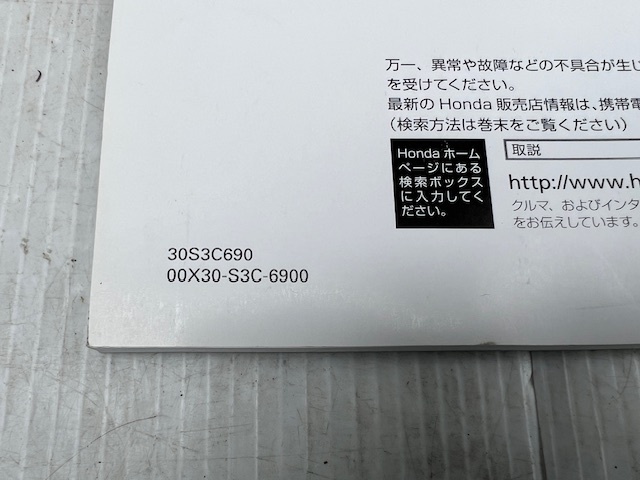 万一、異常や故障などの不具合が生じ
を受けてください。
最新の Honda 販売店情報は、携帯電
（検索方法は巻末をご覧ください）
Honda ホーム
ページにある
検索ボックス
に入力してく
ださい。
取説
http://www.h
クルマ、およびインタ
をお伝えしています。
30S3C690
00X30-S3C-6900